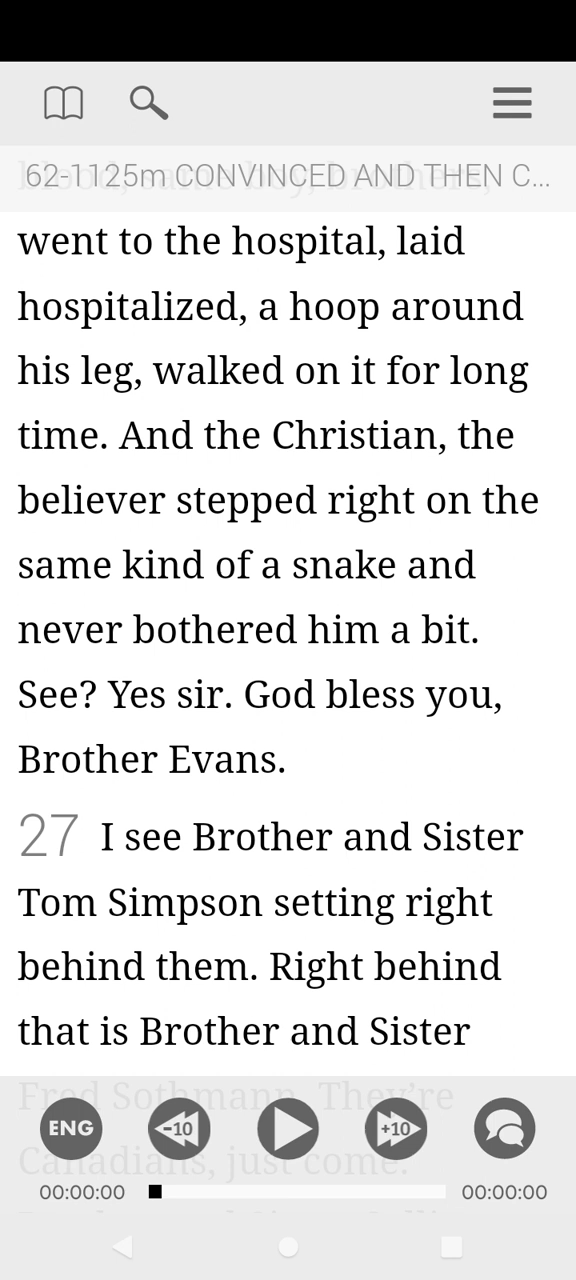 62-1125m CONVINCED AND THEN C...
blood, same boy, brothers,
went to the hospital, laid
hospitalized, a hoop around
his leg, walked on it for long
time. And the Christian, the
believer stepped right on the
same kind of a snake and
never bothered him a bit.
See? Yes sir. God bless you,
Brother Evans.
27 I see Brother and Sister
Tom Simpson setting right
behind them. Right behind
that is Brother and Sister
Fred Sothmann. They’re
ENG -10 +10
Canadians, just come.
00:00:00 00:00:00